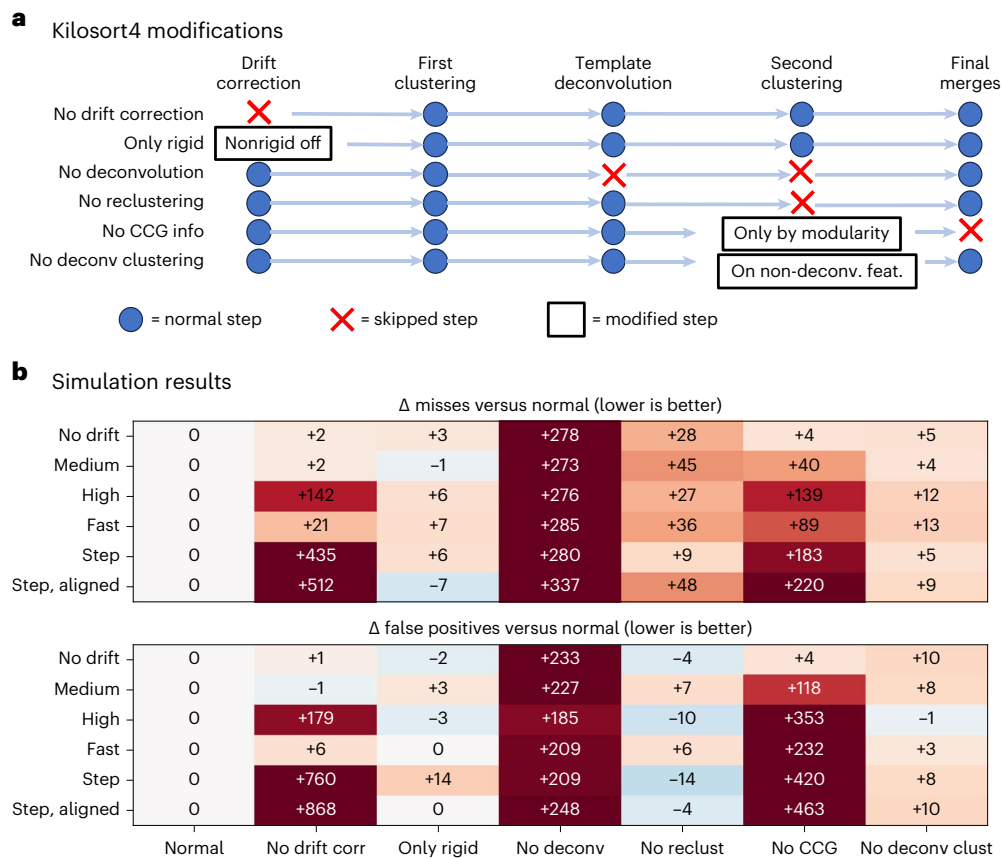 a
Kilosort4 modifications
Drift correction
First clustering
Template deconvolution
Second clustering
Final merges
No drift correction
Only rigid
Nonrigid off
No deconvolution
No reclustering
No CCG info
Only by modularity
No deconv clustering
On non-deconv. feat.
= normal step
= skipped step
= modified step
b
Simulation results
Δ misses versus normal (lower is better)
No drift 0 +2 +3 +278 +28 +4 +5
Medium 0 +2 −1 +273 +45 +40 +4
High 0 +142 +6 +276 +27 +139 +12
Fast 0 +21 +7 +285 +36 +89 +13
Step 0 +435 +6 +280 +9 +183 +5
Step, aligned 0 +512 −7 +337 +48 +220 +9
Δ false positives versus normal (lower is better)
No drift 0 +1 −2 +233 −4 +4 +10
Medium 0 −1 +3 +227 +7 +118 +8
High 0 +179 −3 +185 −10 +353 −1
Fast 0 +6 0 +209 +6 +232 +3
Step 0 +760 +14 +209 −14 +420 +8
Step, aligned 0 +868 0 +248 −4 +463 +10
Normal No drift corr Only rigid No deconv No reclust No CCG No deconv clust